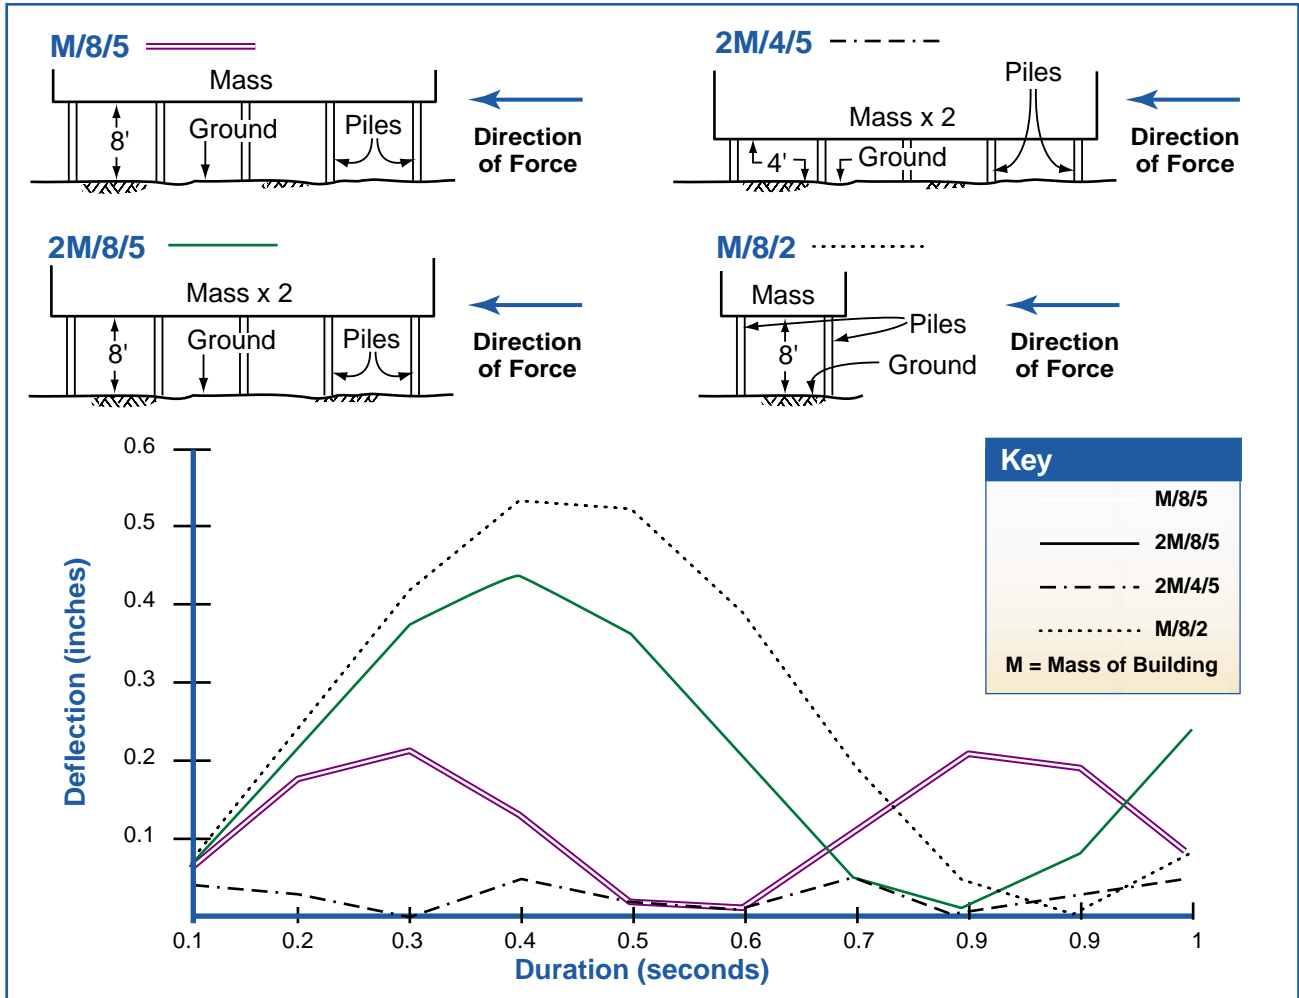 M/8/5
Mass
8'
Ground
Piles
Direction
of Force
2M/4/5
Piles
Mass x 2
4'
Ground
Direction
of Force
2M/8/5
Mass x 2
8'
Ground
Piles
Direction
of Force
M/8/2
Mass
8'
Piles
Ground
Direction
of Force
Deflection (inches)
0.6
0.5
0.4
0.3
0.2
0.1
0.1 0.2 0.3 0.4 0.5 0.6 0.7 0.9 0.9 1
Duration (seconds)
Key
M/8/5
2M/8/5
2M/4/5
M/8/2
M = Mass of Building